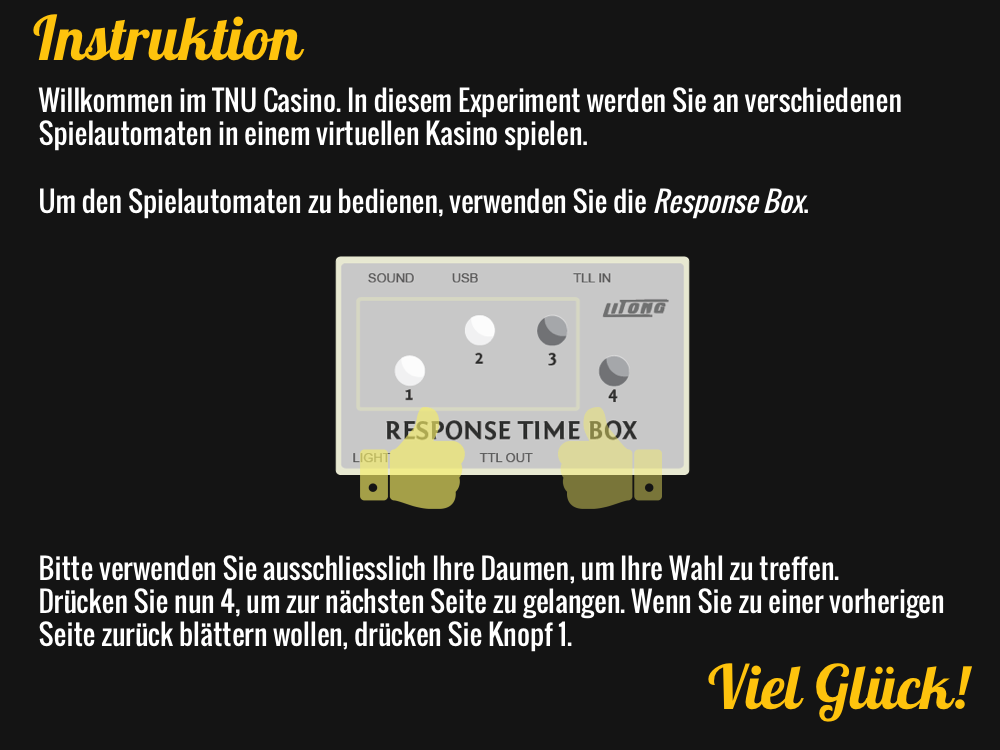 Instruktion
Willkommen im TNU Casino. In diesem Experiment werden Sie an verschiedenen
Spielautomaten in einem virtuellen Kasino spielen.
Um den Spielautomaten zu bedienen, verwenden Sie die Response Box.
SOUND USB TLL IN
LITONG
2 3
1 4
RESPONSE TIME BOX
LIGHT TTL OUT
Bitte verwenden Sie ausschliesslich Ihre Daumen, um Ihre Wahl zu treffen.
Drücken Sie nun 4, um zur nächsten Seite zu gelangen. Wenn Sie zu einer vorherigen
Seite zurück blättern wollen, drücken Sie Knopf 1.
Viel Glück!